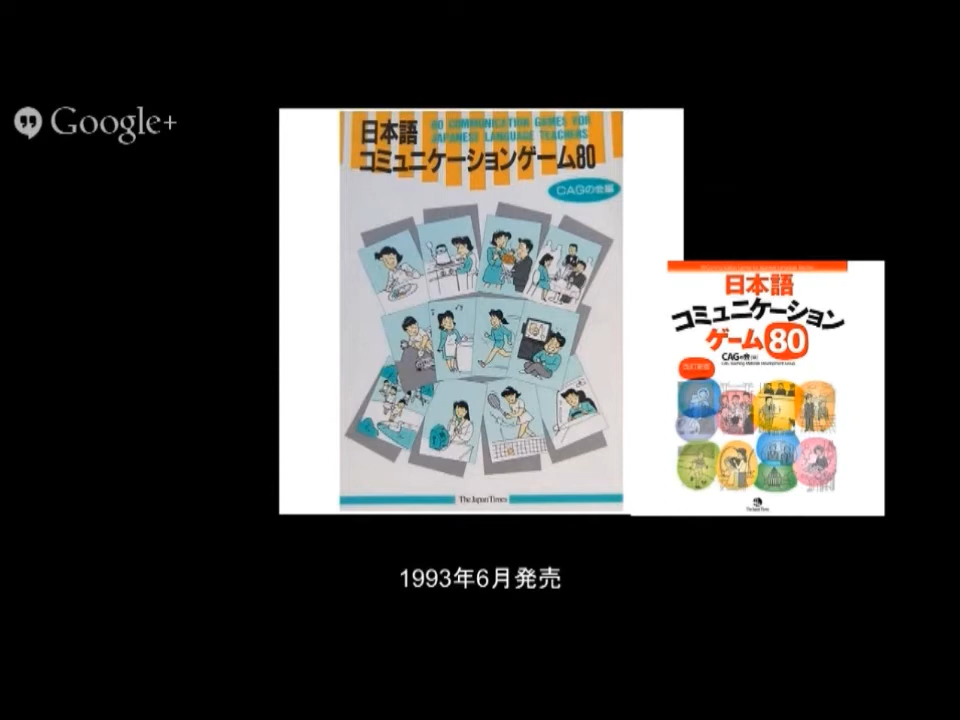 Google+
日本語
コミュニケーションゲーム80
80 COMMUNICATION GAMES FOR
JAPANESE LANGUAGE TEACHERS
CAGの会編
The Japan Times
日本語
コミュニケーション
ゲーム80
CAGの会
改訂新版
The Japan Times
1993年6月発売